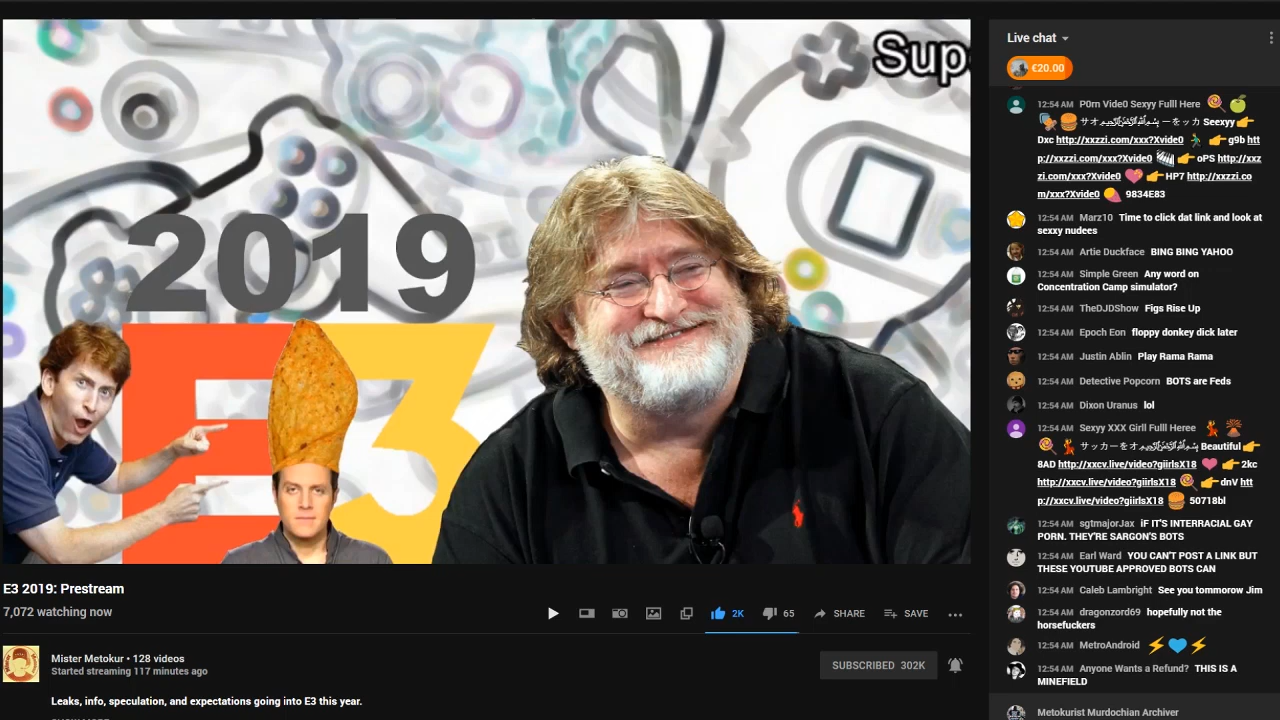 Sup
2019
E3
E3 2019: Prestream
7,072 watching now
2K
65
SHARE
SAVE
Mister Metokur • 128 videos
Started streaming 117 minutes ago
SUBSCRIBED 302K
Leaks, info, speculation, and expectations going into E3 this year.
Live chat
€20.00
12:54 AM P0rn Vide0 Sexyy Fulll Here
サオ ーをッカ Seexyy
Dxc http://xxzzi.com/xxx?Xvide0 g9b htt
p://xxzzi.com/xxx?Xvide0 oPS http://xxz
zi.com/xxx?Xvide0 HP7 http://xxzzi.co
m/xxx?Xvide0 9834E83
12:54 AM Marz10 Time to click dat link and look at
sexxy nudees
12:54 AM Artie Duckface BING BING YAHOO
12:54 AM Simple Green Any word on
Concentration Camp simulator?
12:54 AM TheDJDShow Figs Rise Up
12:54 AM Epoch Eon floppy donkey dick later
12:54 AM Justin Ablin Play Rama Rama
12:54 AM Detective Popcorn BOTS are Feds
12:54 AM Dixon Uranus lol
12:54 AM Sexyy XXX Girll Fulll Heree
サッカーをオ Beautiful
8AD http://xxcv.live/video?giirlsX18 2kc
http://xxcv.live/video?giirlsX18 dnV htt
p://xxcv.live/video?giirlsX18 50718bl
12:54 AM sgtmajorJax iF IT'S INTERRACIAL GAY
PORN. THEY'RE SARGON'S BOTS
12:54 AM Earl Ward YOU CAN'T POST A LINK BUT
THESE YOUTUBE APPROVED BOTS CAN
12:54 AM Caleb Lambright See you tommorow Jim
12:54 AM dragonzord69 hopefully not the
horsefuckers
12:54 AM MetroAndroid
12:54 AM Anyone Wants a Refund? THIS IS A
MINEFIELD
Metokurist Murdochian Archiver